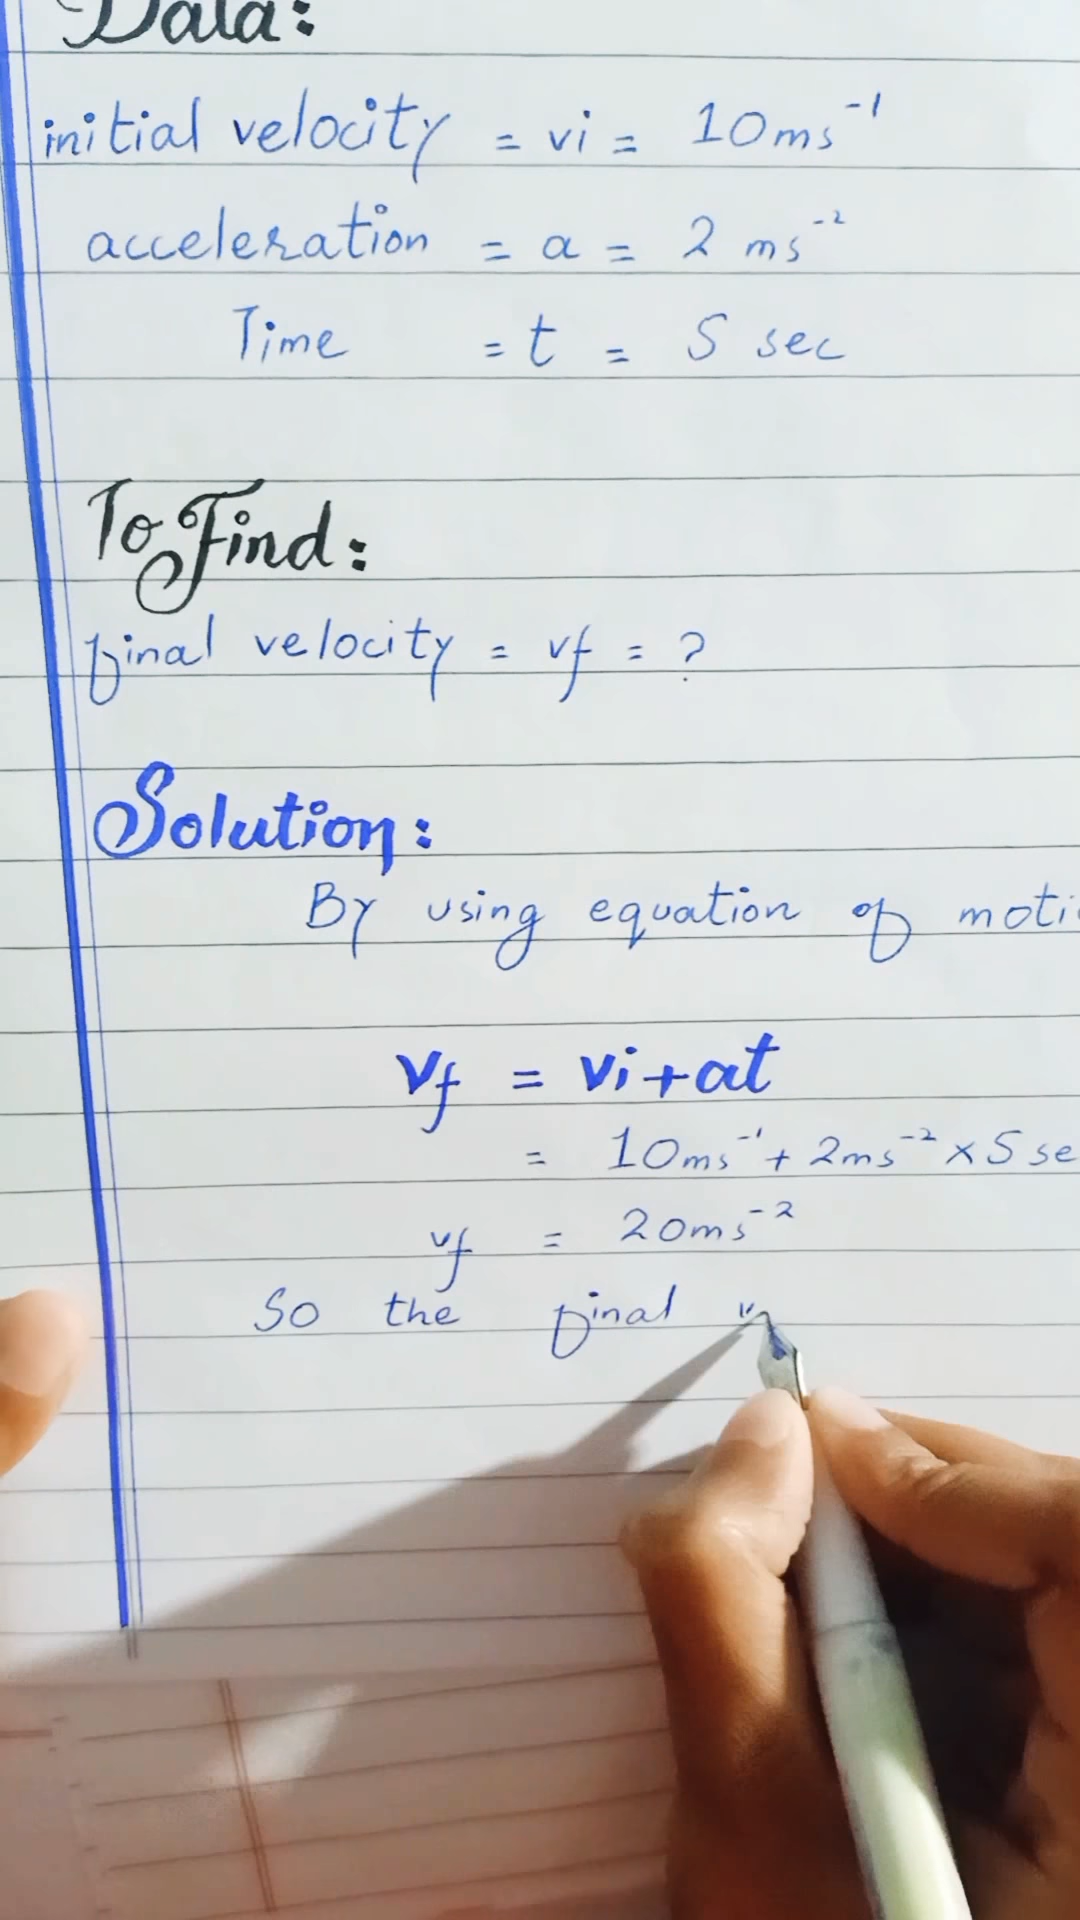 Data:
initial velocity = vi = 10ms⁻¹
acceleration = a = 2 ms⁻²
Time = t = 5 sec
To Find:
final velocity = vf = ?
Solution:
By using equation of moti
vf = vi+at
= 10ms⁻¹ + 2ms⁻² × 5 se
vf = 20ms⁻²
So the final v